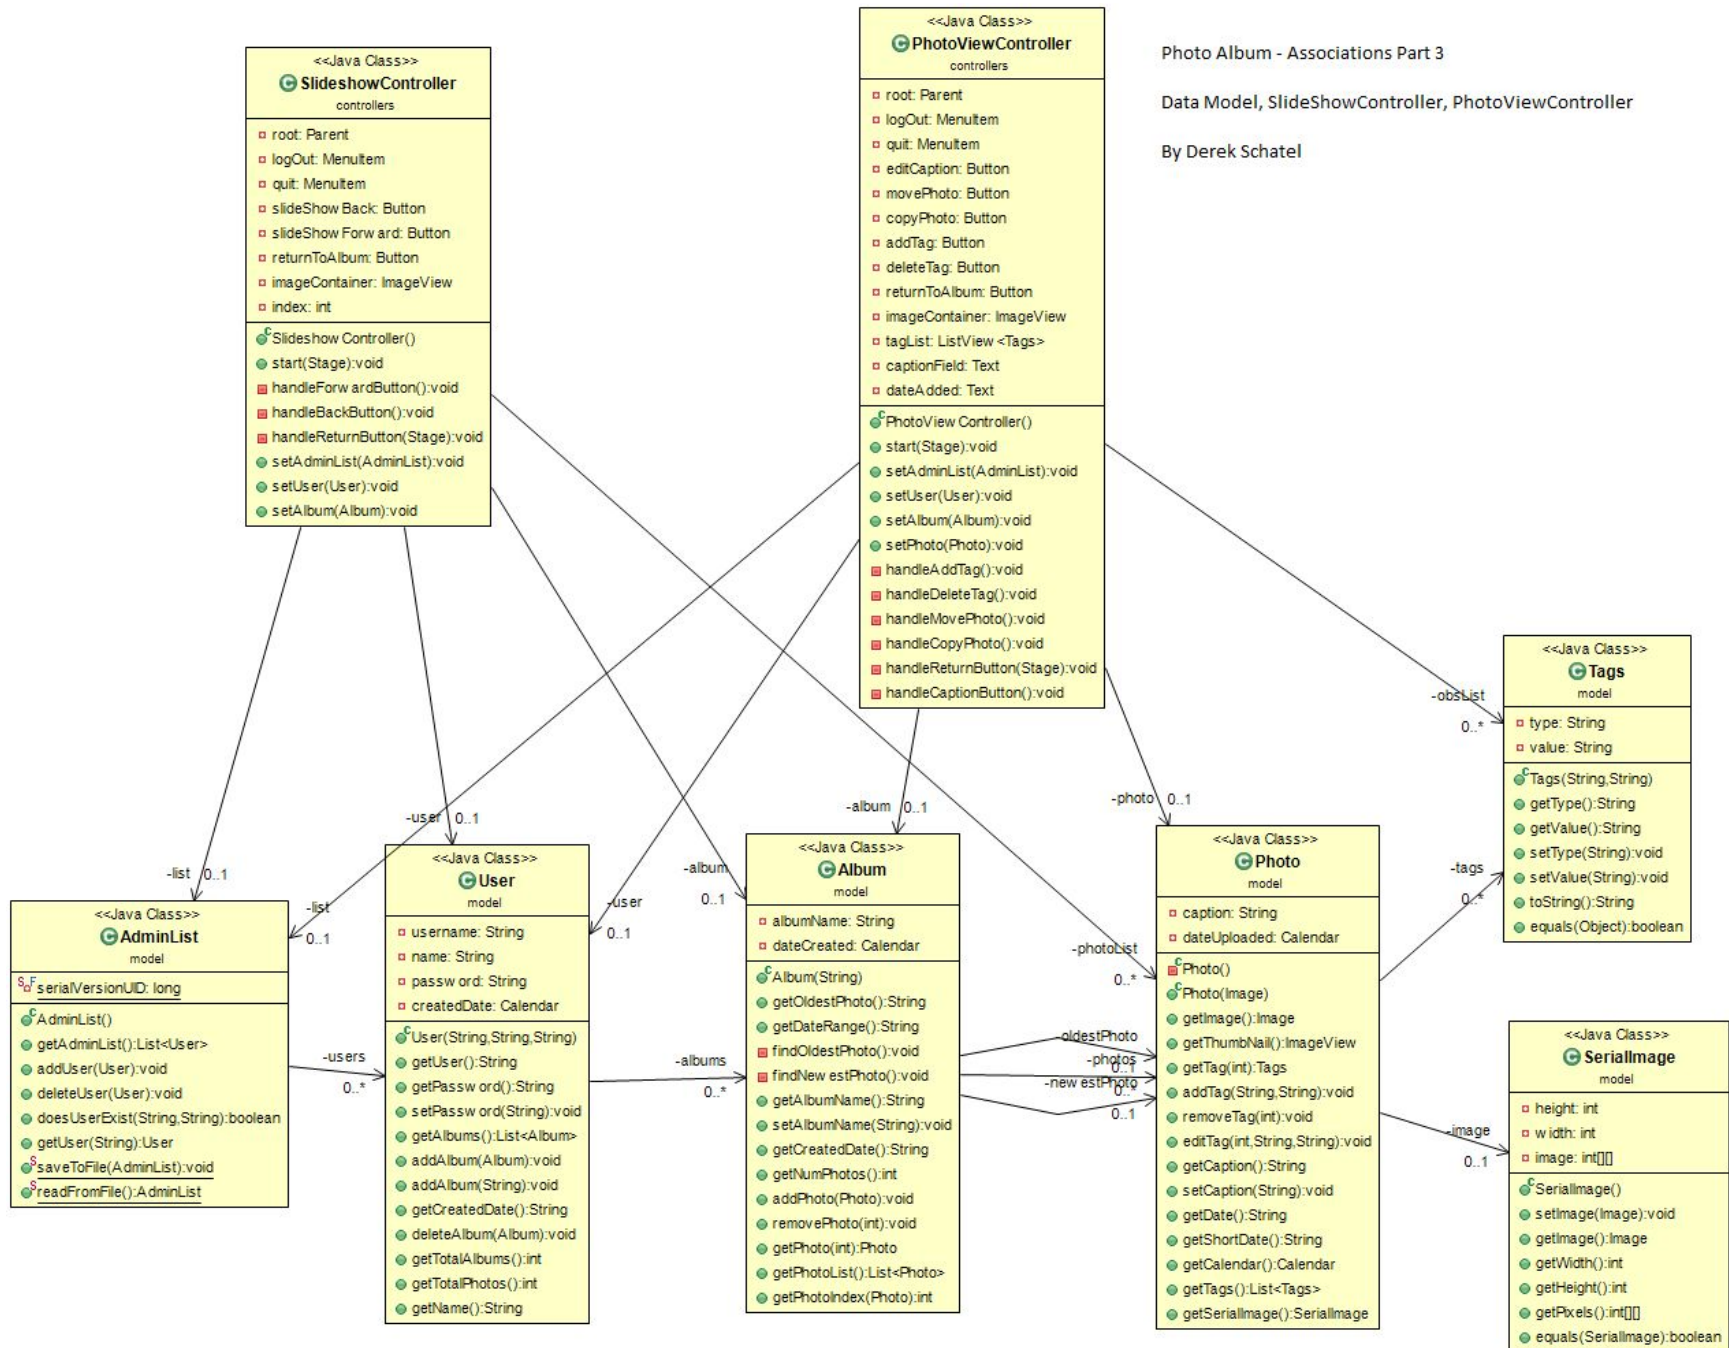 <<Java Class>>
SlideshowController
controllers
root: Parent
logOut: MenuItem
quit: MenuItem
slideShowBack: Button
slideShowForward: Button
returnToAlbum: Button
imageContainer: ImageView
index: int
SlideshowController()
start(Stage):void
handleForwardButton():void
handleBackButton():void
handleReturnButton(Stage):void
setAdminList(AdminList):void
setUser(User):void
setAlbum(Album):void
<<Java Class>>
PhotoViewController
controllers
root: Parent
logOut: MenuItem
quit: MenuItem
editCaption: Button
movePhoto: Button
copyPhoto: Button
addTag: Button
deleteTag: Button
returnToAlbum: Button
imageContainer: ImageView
tagList: ListView<Tags>
captionField: Text
dateAdded: Text
PhotoViewController()
start(Stage):void
setAdminList(AdminList):void
setUser(User):void
setAlbum(Album):void
setPhoto(Photo):void
handleAddTag():void
handleDeleteTag():void
handleMovePhoto():void
handleCopyPhoto():void
handleReturnButton(Stage):void
handleCaptionButton():void
Photo Album - Associations Part 3
Data Model, SlideShowController, PhotoViewController
By Derek Schatel
-list 0..1
-user 0..1
-list
0..1
-user
0..1
-album
0..1
-album 0..1
-photo 0..1
-photoList
0..*
-obsList
0..*
-tags
0..*
-users
0..*
-albums
0..*
-oldestPhoto
0..1
-photos
0..*
-newestPhoto
0..1
-image
0..1
<<Java Class>>
AdminList
model
serialVersionUID: long
AdminList()
getAdminList():List<User>
addUser(User):void
deleteUser(User):void
doesUserExist(String,String):boolean
getUser(String):User
saveToFile(AdminList):void
readFromFile():AdminList
<<Java Class>>
User
model
username: String
name: String
password: String
createdDate: Calendar
User(String,String,String)
getUser():String
getPassword():String
setPassword(String):void
getAlbums():List<Album>
addAlbum(Album):void
addAlbum(String):void
getCreatedDate():String
deleteAlbum(Album):void
getTotalAlbums():int
getTotalPhotos():int
getName():String
<<Java Class>>
Album
model
albumName: String
dateCreated: Calendar
Album(String)
getOldestPhoto():String
getDateRange():String
findOldestPhoto():void
findNewestPhoto():void
getAlbumName():String
setAlbumName(String):void
getCreatedDate():String
getNumPhotos():int
addPhoto(Photo):void
removePhoto(int):void
getPhoto(int):Photo
getPhotoList():List<Photo>
getPhotoIndex(Photo):int
<<Java Class>>
Photo
model
caption: String
dateUploaded: Calendar
Photo()
Photo(Image)
getImage():Image
getThumbNail():ImageView
getTag(int):Tags
addTag(String,String):void
removeTag(int):void
editTag(int,String,String):void
getCaption():String
setCaption(String):void
getDate():String
getShortDate():String
getCalendar():Calendar
getTags():List<Tags>
getSerialImage():SerialImage
<<Java Class>>
Tags
model
type: String
value: String
Tags(String,String)
getType():String
getValue():String
setType(String):void
setValue(String):void
toString():String
equals(Object):boolean
<<Java Class>>
SerialImage
model
height: int
width: int
image: int[][]
SerialImage()
setImage(Image):void
getImage():Image
getWidth():int
getHeight():int
getPixels():int[][]
equals(SerialImage):boolean